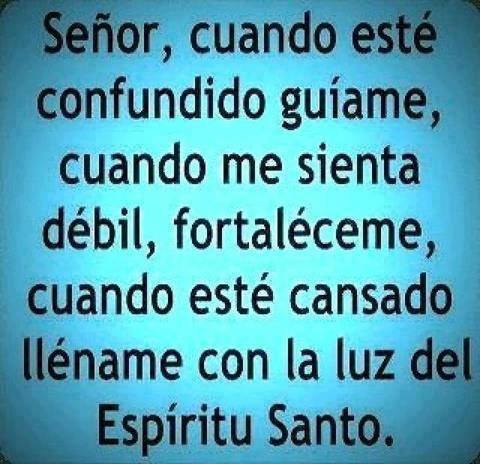 Señor, cuando esté
confundido guíame,
cuando me sienta
débil, fortaléceme,
cuando esté cansado
lléname con la luz del
Espíritu Santo.